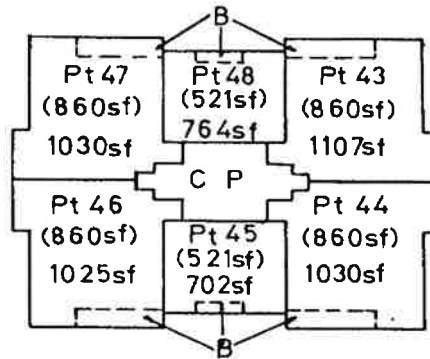 B
Pt 47
(860sf)
1030sf
Pt 48
(521sf)
764sf
Pt 43
(860sf)
1107sf
C P
Pt 46
(860sf)
1025sf
Pt 45
(521sf)
702sf
Pt 44
(860sf)
1030sf
B